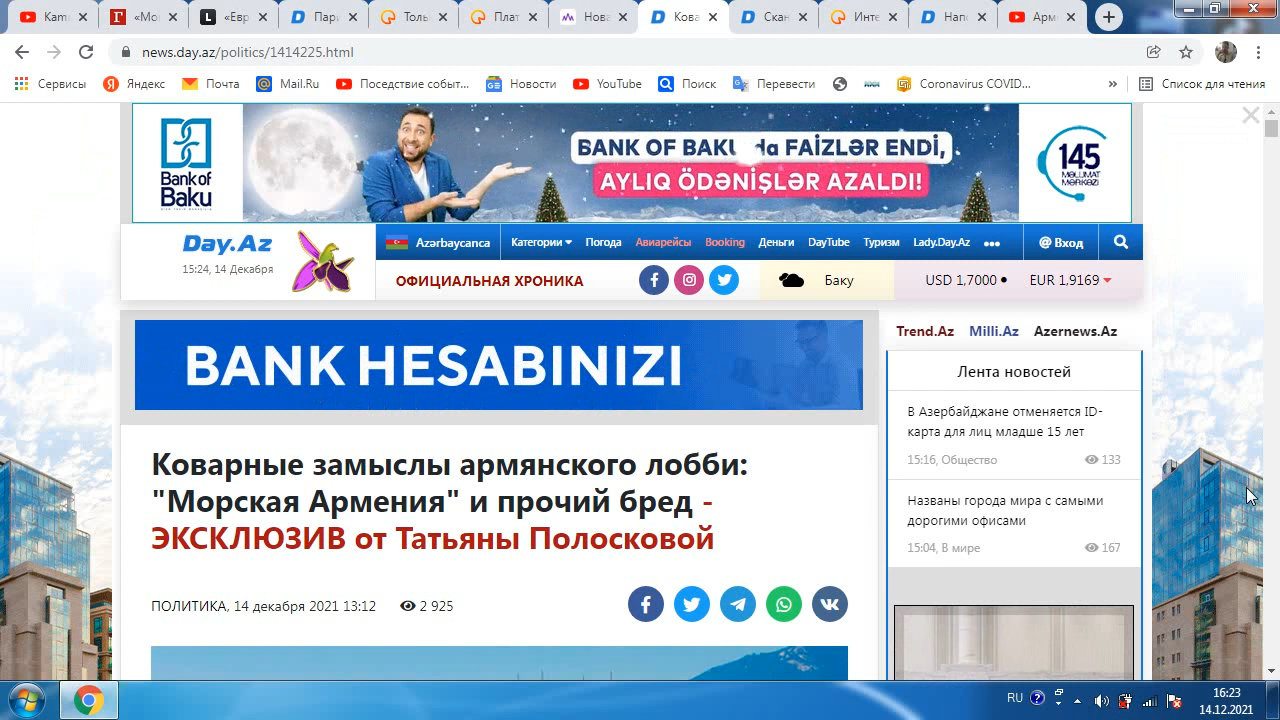 Kam
«Мо
«Евр
Пари
Толь
Плат
Нова
Кова
Скан
Инте
Нап
Арм
news.day.az/politics/1414225.html
Сервисы
Яндекс
Почта
Mail.Ru
Поседствие событ...
Новости
YouTube
Поиск
Перевести
Coronavirus COVID...
»
Список для чтения
Bank of Baku
BANK OF BAKU da FAİZLƏR ENDİ,
AYLIQ ÖDƏNİŞLƏR AZALDI!
145
MƏLUMAT
MƏRKƏZİ
Day.Az
15:24, 14 Декабря
Azərbaycanca
Категории
Погода
Авиарейсы
Booking
Деньги
DayTube
Туризм
Lady.Day.Az
•••
@ Вход
ОФИЦИАЛЬНАЯ ХРОНИКА
Баку
USD 1,7000
EUR 1,9169
BANK HESABINIZI
Trend.Az
Milli.Az
Azernews.Az
Лента новостей
В Азербайджане отменяется ID-
карта для лиц младше 15 лет
15:16, Общество
133
Названы города мира с самыми
дорогими офисами
15:04, В мире
167
Коварные замыслы армянского лобби:
"Морская Армения" и прочий бред -
ЭКСКЛЮЗИВ от Татьяны Полосковой
ПОЛИТИКА, 14 декабря 2021 13:12
2 925
RU
16:23
14.12.2021